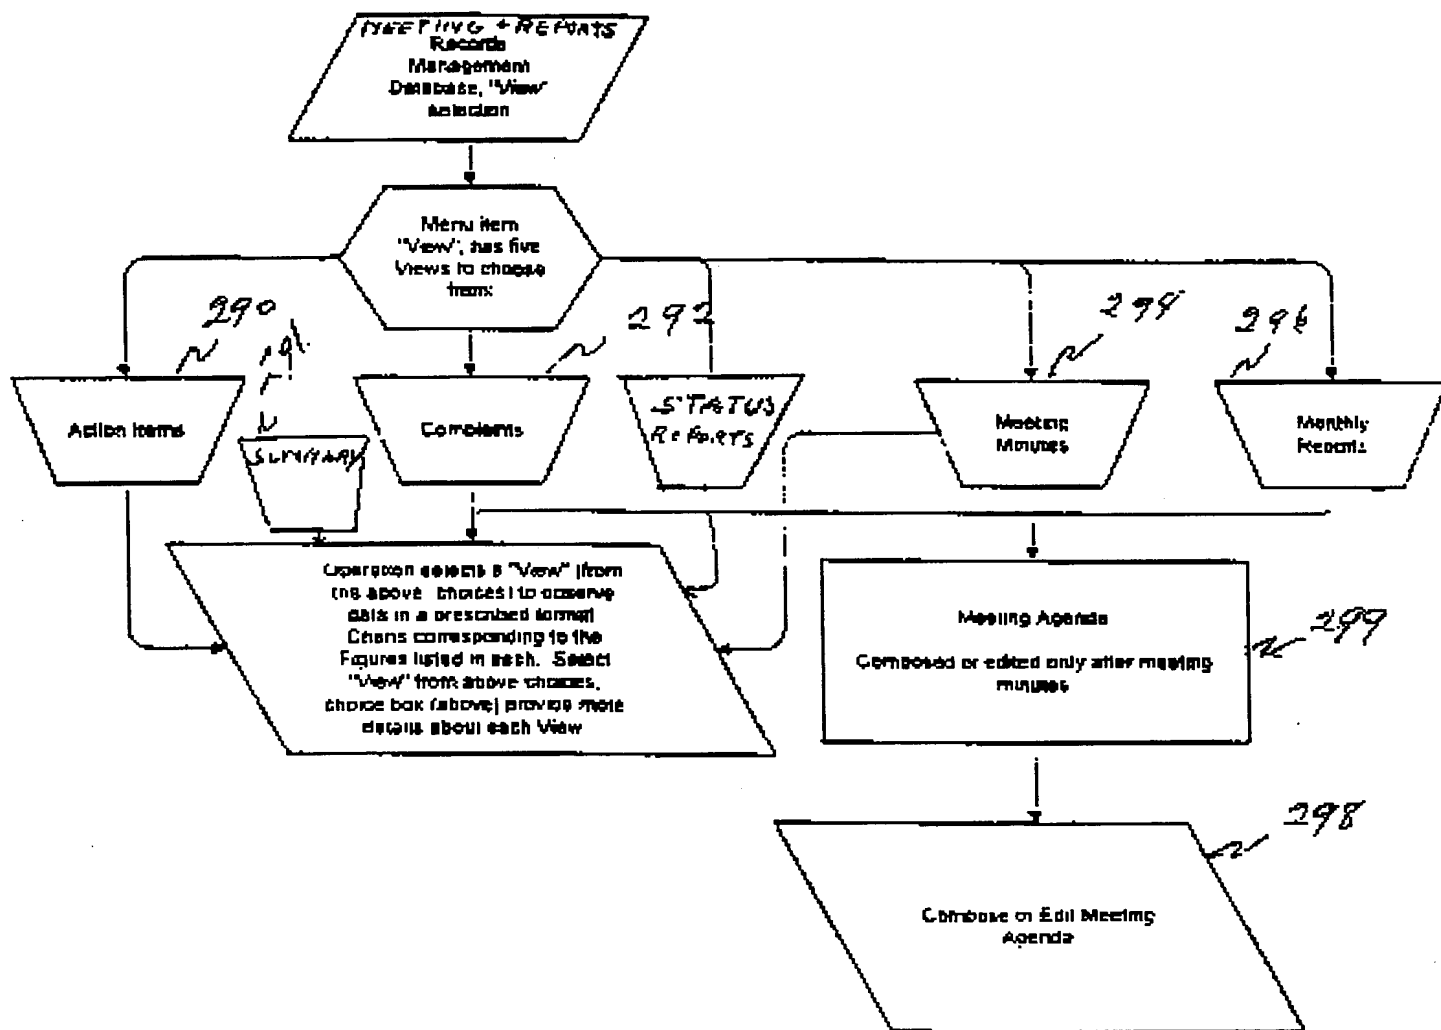 MEETING + REPORTS
Records
Management
Database, "View"
selection
Menu item
"View", has five
Views to choose
from:
290
292
294
296
Action Items
SUMMARY
Complaints
STATUS
REPORTS
Meeting
Minutes
Monthly
Reports
Operation selects a "View" (from
the above choices) to observe
data in a prescribed format
Charts corresponding to the
Figures listed in each. Select
"View" from above choices,
choice box (above) provide more
details about each View
Meeting Agenda
Composed or edited only after meeting
minutes
299
298
Compose or Edit Meeting
Agenda